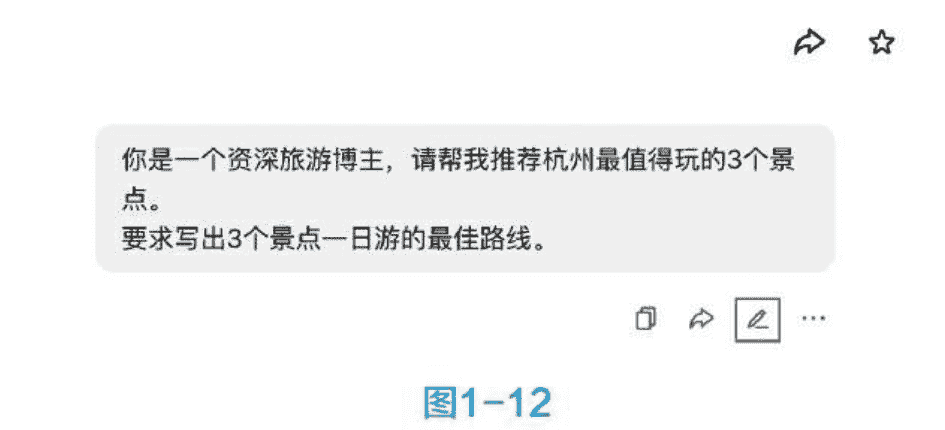 你是一个资深旅游博主，请帮我推荐杭州最值得玩的3个景
点。
要求写出3个景点一日游的最佳路线。
图1-12